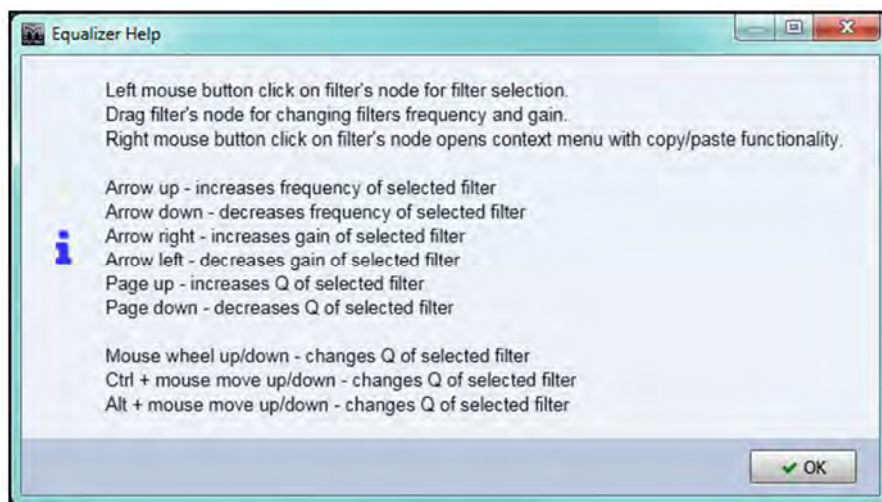 Equalizer Help
Left mouse button click on filter's node for filter selection.
Drag filter's node for changing filters frequency and gain.
Right mouse button click on filter's node opens context menu with copy/paste functionality.
Arrow up - increases frequency of selected filter
Arrow down - decreases frequency of selected filter
Arrow right - increases gain of selected filter
Arrow left - decreases gain of selected filter
Page up - increases Q of selected filter
Page down - decreases Q of selected filter
Mouse wheel up/down - changes Q of selected filter
Ctrl + mouse move up/down - changes Q of selected filter
Alt + mouse move up/down - changes Q of selected filter
OK